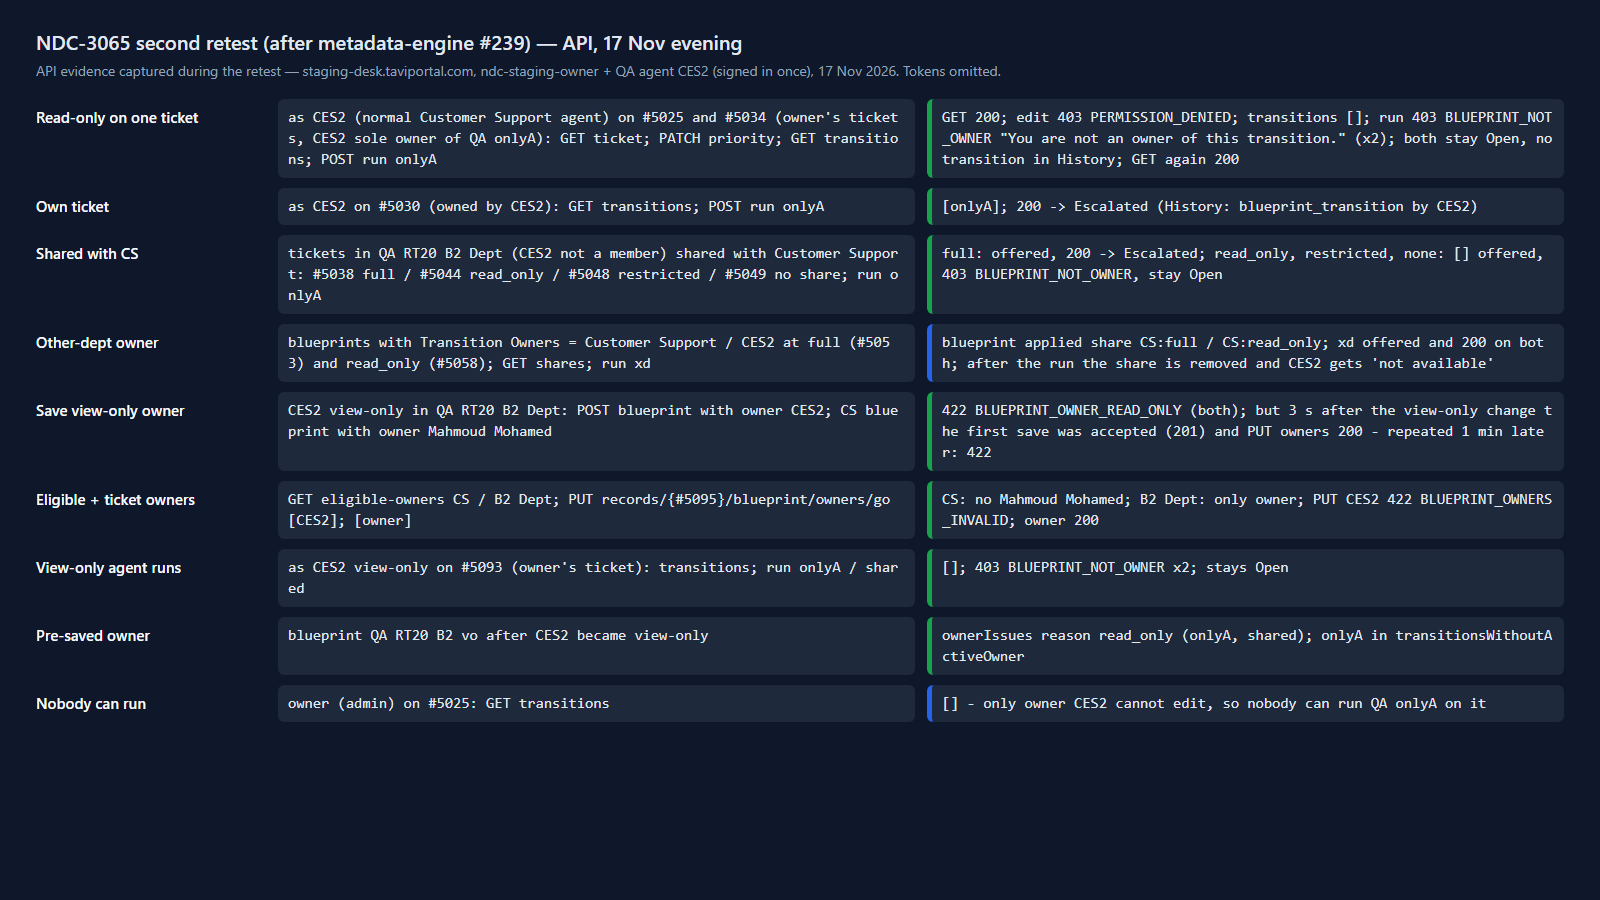 NDC-3065 second retest (after metadata-engine #239) — API, 17 Nov evening
API evidence captured during the retest — staging-desk.taviportal.com, ndc-staging-owner + QA agent CES2 (signed in once), 17 Nov 2026. Tokens omitted.
Read-only on one ticket
as CES2 (normal Customer Support agent) on #5025 and #5034 (owner's ticket
s, CES2 sole owner of QA onlyA): GET ticket; PATCH priority; GET transitio
ns; POST run onlyA
GET 200; edit 403 PERMISSION_DENIED; transitions []; run 403 BLUEPRINT_NOT
_OWNER "You are not an owner of this transition." (x2); both stay Open, no
transition in History; GET again 200
Own ticket
as CES2 on #5030 (owned by CES2): GET transitions; POST run onlyA
[onlyA]; 200 -> Escalated (History: blueprint_transition by CES2)
Shared with CS
tickets in QA RT20 B2 Dept (CES2 not a member) shared with Customer Suppor
t: #5038 full / #5044 read_only / #5048 restricted / #5049 no share; run o
nlyA
full: offered, 200 -> Escalated; read_only, restricted, none: [] offered,
403 BLUEPRINT_NOT_OWNER, stay Open
Other-dept owner
blueprints with Transition Owners = Customer Support / CES2 at full (#505
3) and read_only (#5058); GET shares; run xd
blueprint applied share CS:full / CS:read_only; xd offered and 200 on bot
h; after the run the share is removed and CES2 gets 'not available'
Save view-only owner
CES2 view-only in QA RT20 B2 Dept: POST blueprint with owner CES2; CS blue
print with owner Mahmoud Mohamed
422 BLUEPRINT_OWNER_READ_ONLY (both); but 3 s after the view-only change t
he first save was accepted (201) and PUT owners 200 - repeated 1 min late
r: 422
Eligible + ticket owners
GET eligible-owners CS / B2 Dept; PUT records/{#5095}/blueprint/owners/go
[CES2]; [owner]
CS: no Mahmoud Mohamed; B2 Dept: only owner; PUT CES2 422 BLUEPRINT_OWNERS
_INVALID; owner 200
View-only agent runs
as CES2 view-only on #5093 (owner's ticket): transitions; run onlyA / shar
ed
[]; 403 BLUEPRINT_NOT_OWNER x2; stays Open
Pre-saved owner
blueprint QA RT20 B2 vo after CES2 became view-only
ownerIssues reason read_only (onlyA, shared); onlyA in transitionsWithoutA
ctiveOwner
Nobody can run
owner (admin) on #5025: GET transitions
[] - only owner CES2 cannot edit, so nobody can run QA onlyA on it